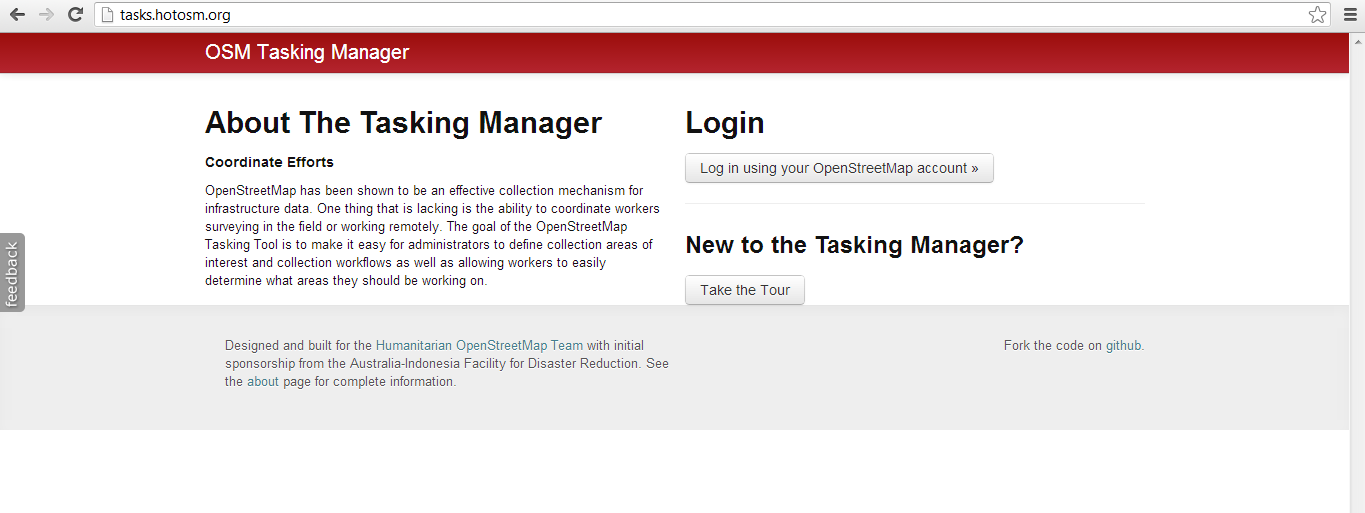 tasks.hotosm.org
OSM Tasking Manager
About The Tasking Manager
Coordinate Efforts
OpenStreetMap has been shown to be an effective collection mechanism for
infrastructure data. One thing that is lacking is the ability to coordinate workers
surveying in the field or working remotely. The goal of the OpenStreetMap
Tasking Tool is to make it easy for administrators to define collection areas of
interest and collection workflows as well as allowing workers to easily
determine what areas they should be working on.
Login
Log in using your OpenStreetMap account »
New to the Tasking Manager?
Take the Tour
feedback
Designed and built for the Humanitarian OpenStreetMap Team with initial
sponsorship from the Australia-Indonesia Facility for Disaster Reduction. See
the about page for complete information.
Fork the code on github.